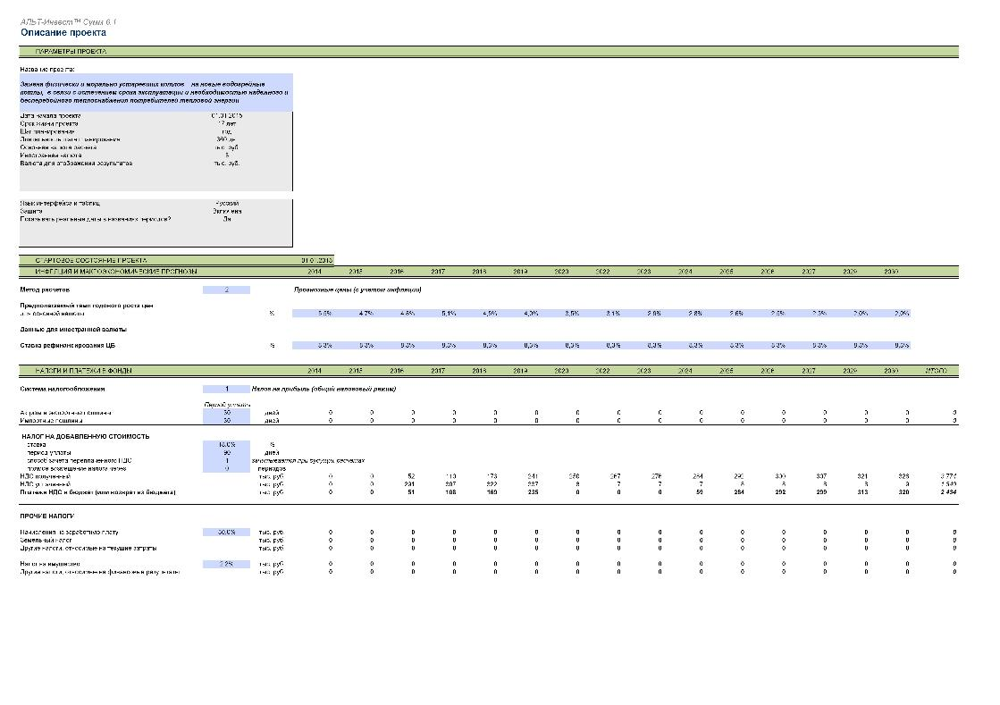 АЛЬТ-Инвест™ Сумм 6.1
Описание проекта
ПАРАМЕТРЫ ПРОЕКТА
Название проекта:
Замена физически и морально устаревших котлов на новые водогрейные
котлы, в связи с истечением срока эксплуатации и необходимостью надежного и
бесперебойного теплоснабжения потребителей тепловой энергии
Дата начала проекта 01.01.2015
Срок жизни проекта 17 лет
Шаг планирования год
Длительность шага планирования 360 дн.
Основная валюта расчета тыс. руб.
Иностранная валюта $
Валюта для отображения результатов тыс. руб.
Язык интерфейса и таблиц Русский
Защита Включена
Показывать реальные даты в названиях периодов? Да
СТАРТОВОЕ СОСТОЯНИЕ ПРОЕКТА 01.01.2015
ИНФЛЯЦИЯ И МАКРОЭКОНОМИЧЕСКИЕ ПРОГНОЗЫ 2014 2015 2016 2017 2018 2019 2020 2022 2023 2024 2025 2026 2027 2029 2030
Метод расчетов 2 Прогнозные цены (с учетом инфляции)
Предполагаемый темп годового роста цен
для основной валюты % 5,5% 4,7% 4,8% 5,1% 4,5% 4,0% 3,5% 3,1% 2,9% 2,8% 2,6% 2,5% 2,3% 2,0% 2,0%
Данные для иностранной валюты
Ставка рефинансирования ЦБ % 8,3% 8,3% 8,3% 8,3% 8,3% 8,3% 8,3% 8,3% 8,3% 8,3% 8,3% 8,3% 8,3% 8,3% 8,3%
НАЛОГИ И ПЛАТЕЖИ В ФОНДЫ 2014 2015 2016 2017 2018 2019 2020 2022 2023 2024 2025 2026 2027 2029 2030 ИТОГО
Система налогообложения 1 Налог на прибыль (общий налоговый режим)
Период уплаты
Акцизы и экспортные пошлины 30 дней 0 0 0 0 0 0 0 0 0 0 0 0 0 0 0 0
Импортные пошлины 30 дней 0 0 0 0 0 0 0 0 0 0 0 0 0 0 0 0
НАЛОГ НА ДОБАВЛЕННУЮ СТОИМОСТЬ
ставка 18,0% %
период уплаты 90 дней
способ зачета переплаченного НДС 1 засчитывается при будущих расчетах
прямое возмещение налога через 0 периодов
НДС полученный тыс. руб. 0 0 52 110 173 241 250 267 276 284 292 300 307 321 328 3 774
НДС уплаченный тыс. руб. 0 0 291 307 322 337 6 7 7 7 8 8 8 8 9 1 340
Платежи НДС в бюджет (или возврат из бюджета) тыс. руб. 0 0 51 108 169 235 0 0 0 59 284 292 299 313 320 2 434
ПРОЧИЕ НАЛОГИ
Начисления на заработную плату 30,0% тыс. руб. 0 0 0 0 0 0 0 0 0 0 0 0 0 0 0 0
Земельный налог тыс. руб. 0 0 0 0 0 0 0 0 0 0 0 0 0 0 0 0
Другие налоги, относимые на текущие затраты тыс. руб. 0 0 0 0 0 0 0 0 0 0 0 0 0 0 0 0
Налог на имущество 2,2% тыс. руб. 0 0 0 0 0 0 0 0 0 0 0 0 0 0 0 0
Другие налоги, относимые на финансовые результаты тыс. руб. 0 0 0 0 0 0 0 0 0 0 0 0 0 0 0 0